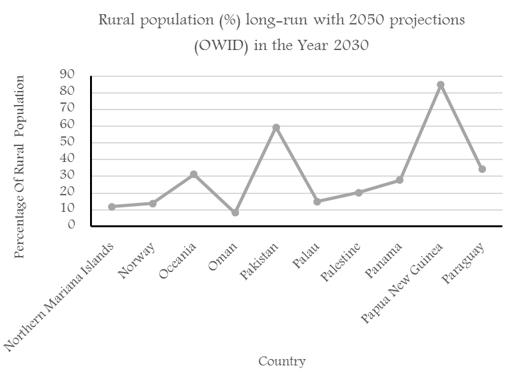 Rural population (%) long-run with 2050 projections
(OWID) in the Year 2030
Percentage Of Rural Population
90
80
70
60
50
40
30
20
10
0
Northern Mariana Islands
Norway
Oceania
Oman
Pakistan
Palau
Palestine
Panama
Papua New Guinea
Paraguay
Country